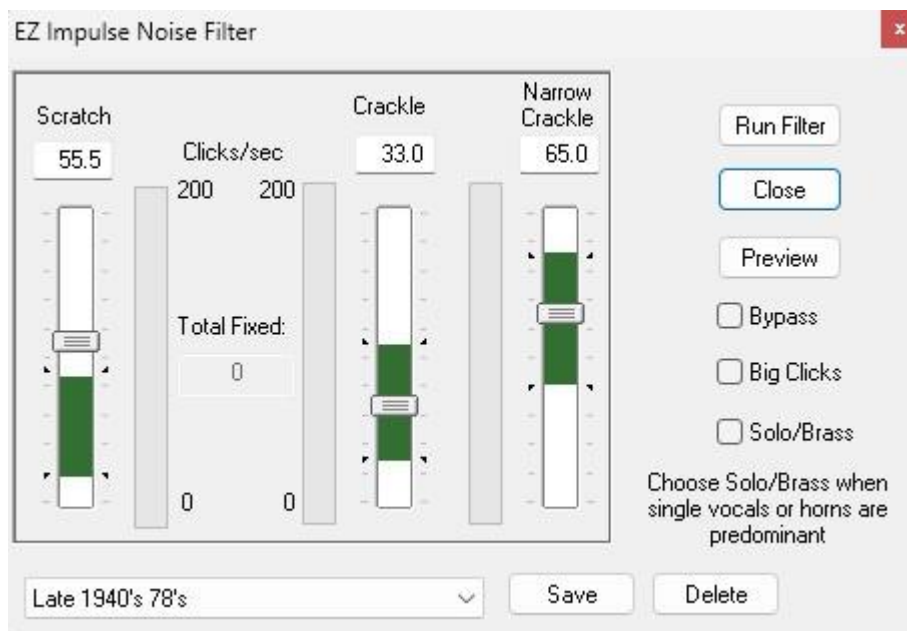 EZ Impulse Noise Filter
x
Scratch
55.5
Clicks/sec
200 200
Total Fixed:
0
0 0
Crackle
33.0
Narrow
Crackle
65.0
Run Filter
Close
Preview
Bypass
Big Clicks
Solo/Brass
Choose Solo/Brass when
single vocals or horns are
predominant
Late 1940's 78's
Save
Delete